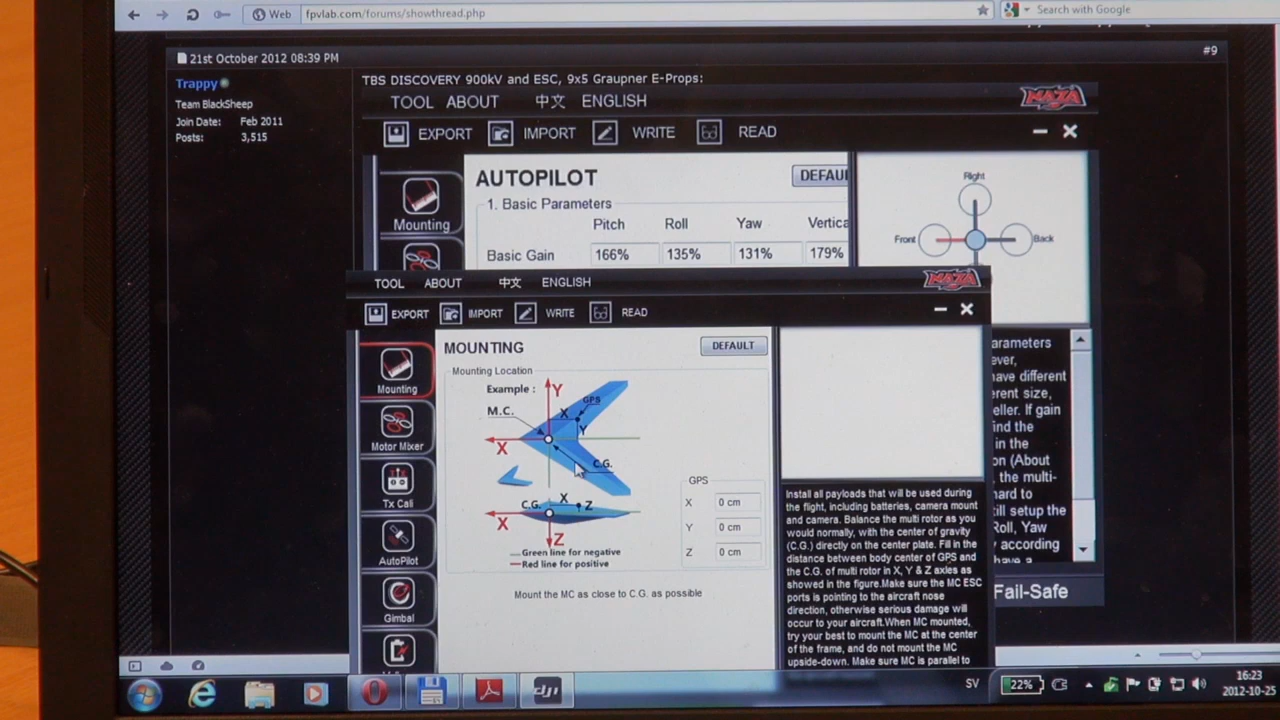 Web
fpvlab.com/forums/showthread.php
Search with Google
21st October 2012 08:39 PM
#9
Trappy
Team BlackSheep
Join Date: Feb 2011
Posts: 3,515
TBS DISCOVERY 900kV and ESC, 9x5 Graupner E-Props:
TOOL ABOUT 中文 ENGLISH
NAZA
EXPORT IMPORT WRITE READ
Mounting
AUTOPILOT
DEFAU
1. Basic Parameters
Pitch Roll Yaw Vertica
Basic Gain 166% 135% 131% 179%
Right
Front
Back
TOOL ABOUT 中文 ENGLISH
NAZA
EXPORT IMPORT WRITE READ
Mounting
Motor Mixer
Tx Cali
AutoPilot
Gimbal
MOUNTING
DEFAULT
Mounting Location
Example :
Y
GPS
M.C.
X
Y
X
C.G.
C.G.
X
Z
X
Z
Green line for negative
Red line for positive
GPS
X 0 cm
Y 0 cm
Z 0 cm
Mount the MC as close to C.G. as possible
Install all payloads that will be used during
the flight, including batteries, camera mount
and camera. Balance the multi rotor as you
would normally, with the center of gravity
(C.G.) directly on the center plate. Fill in the
distance between body center of GPS and
the C.G. of multi rotor in X, Y & Z axles as
showed in the figure.Make sure the MC ESC
ports is pointing to the aircraft nose
direction, otherwise serious damage will
occur to your aircraft.When MC mounted,
try your best to mount the MC at the center
of the frame, and do not mount the MC
upside-down. Make sure MC is parallel to
arameters
ever,
have different
erent size,
eller. If gain
find the
in the
on (About
, the multi-
hard to
till setup the
Roll, Yaw
y according
have a
Fail-Safe
SV
22%
16:23
2012-10-25
dji